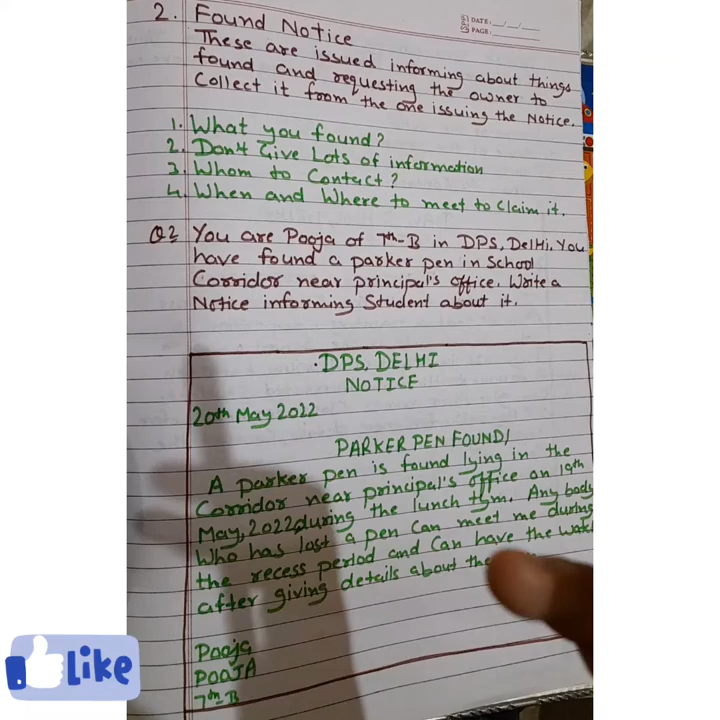 DATE: __/__/__
PAGE:
2. Found Notice
These are issued informing about things
found and requesting the owner to
Collect it from the one issuing the Notice.
1. What you found?
2. Don't Give Lots of information
3. Whom to Contact?
4. When and Where to meet to Claim it.
Q2 You are Pooja of 7th-B in DPS, DelHi. You
have found a parker pen in School
Corridor near principal's office. Write a
Notice informing Student about it.
DPS, DELHI
NOTICE
20th May 2022
PARKER PEN FOUND!
A parker pen is found lying in the
Corridor near principal's office on 19th
May, 2022, during the lunch tym. Any body
Who has lost a pen Can meet me during
the recess period and Can have the watch
after giving details about the
Pooja
POOJA
7th-B
Like